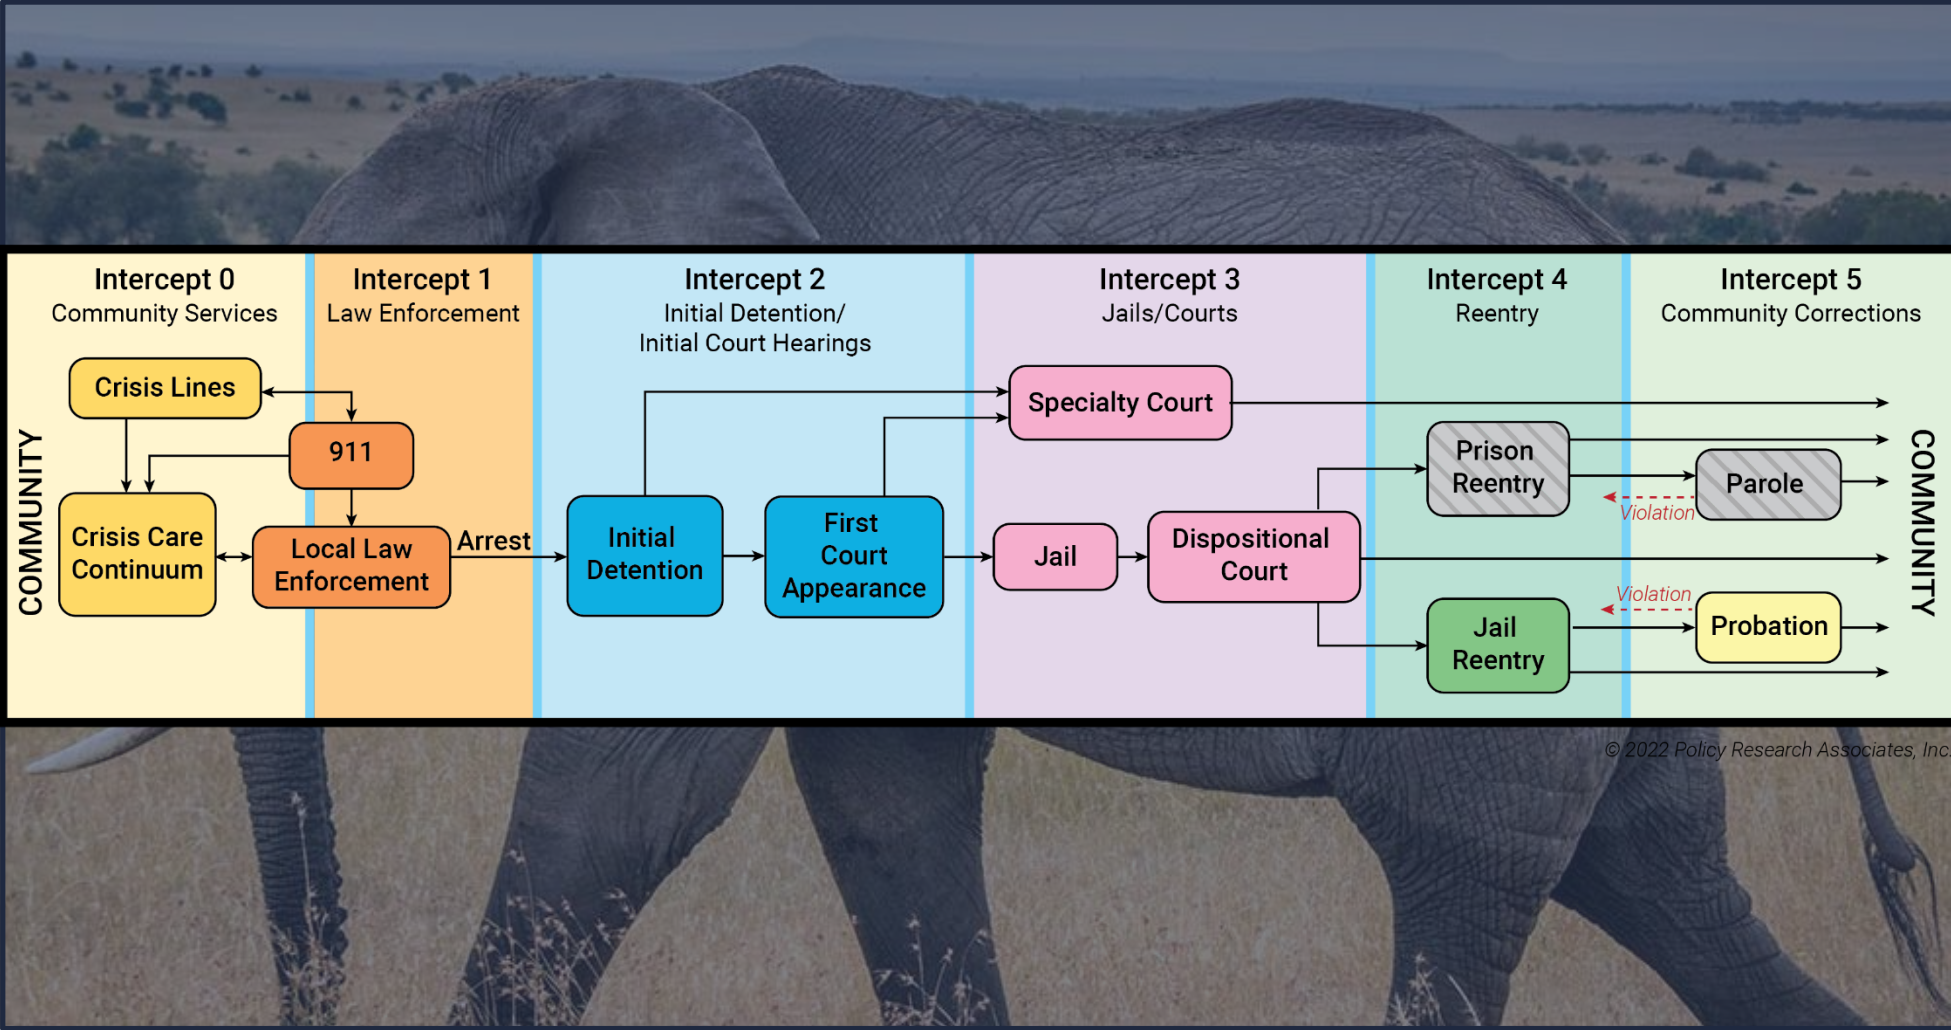 Intercept 0
Community Services
Intercept 1
Law Enforcement
Intercept 2
Initial Detention/
Initial Court Hearings
Intercept 3
Jails/Courts
Intercept 4
Reentry
Intercept 5
Community Corrections
COMMUNITY
Crisis Lines
911
Crisis Care
Continuum
Local Law
Enforcement
Arrest
Initial
Detention
First
Court
Appearance
Specialty Court
Jail
Dispositional
Court
Prison
Reentry
Parole
Violation
Violation
Jail
Reentry
Probation
COMMUNITY
© 2022 Policy Research Associates, Inc.